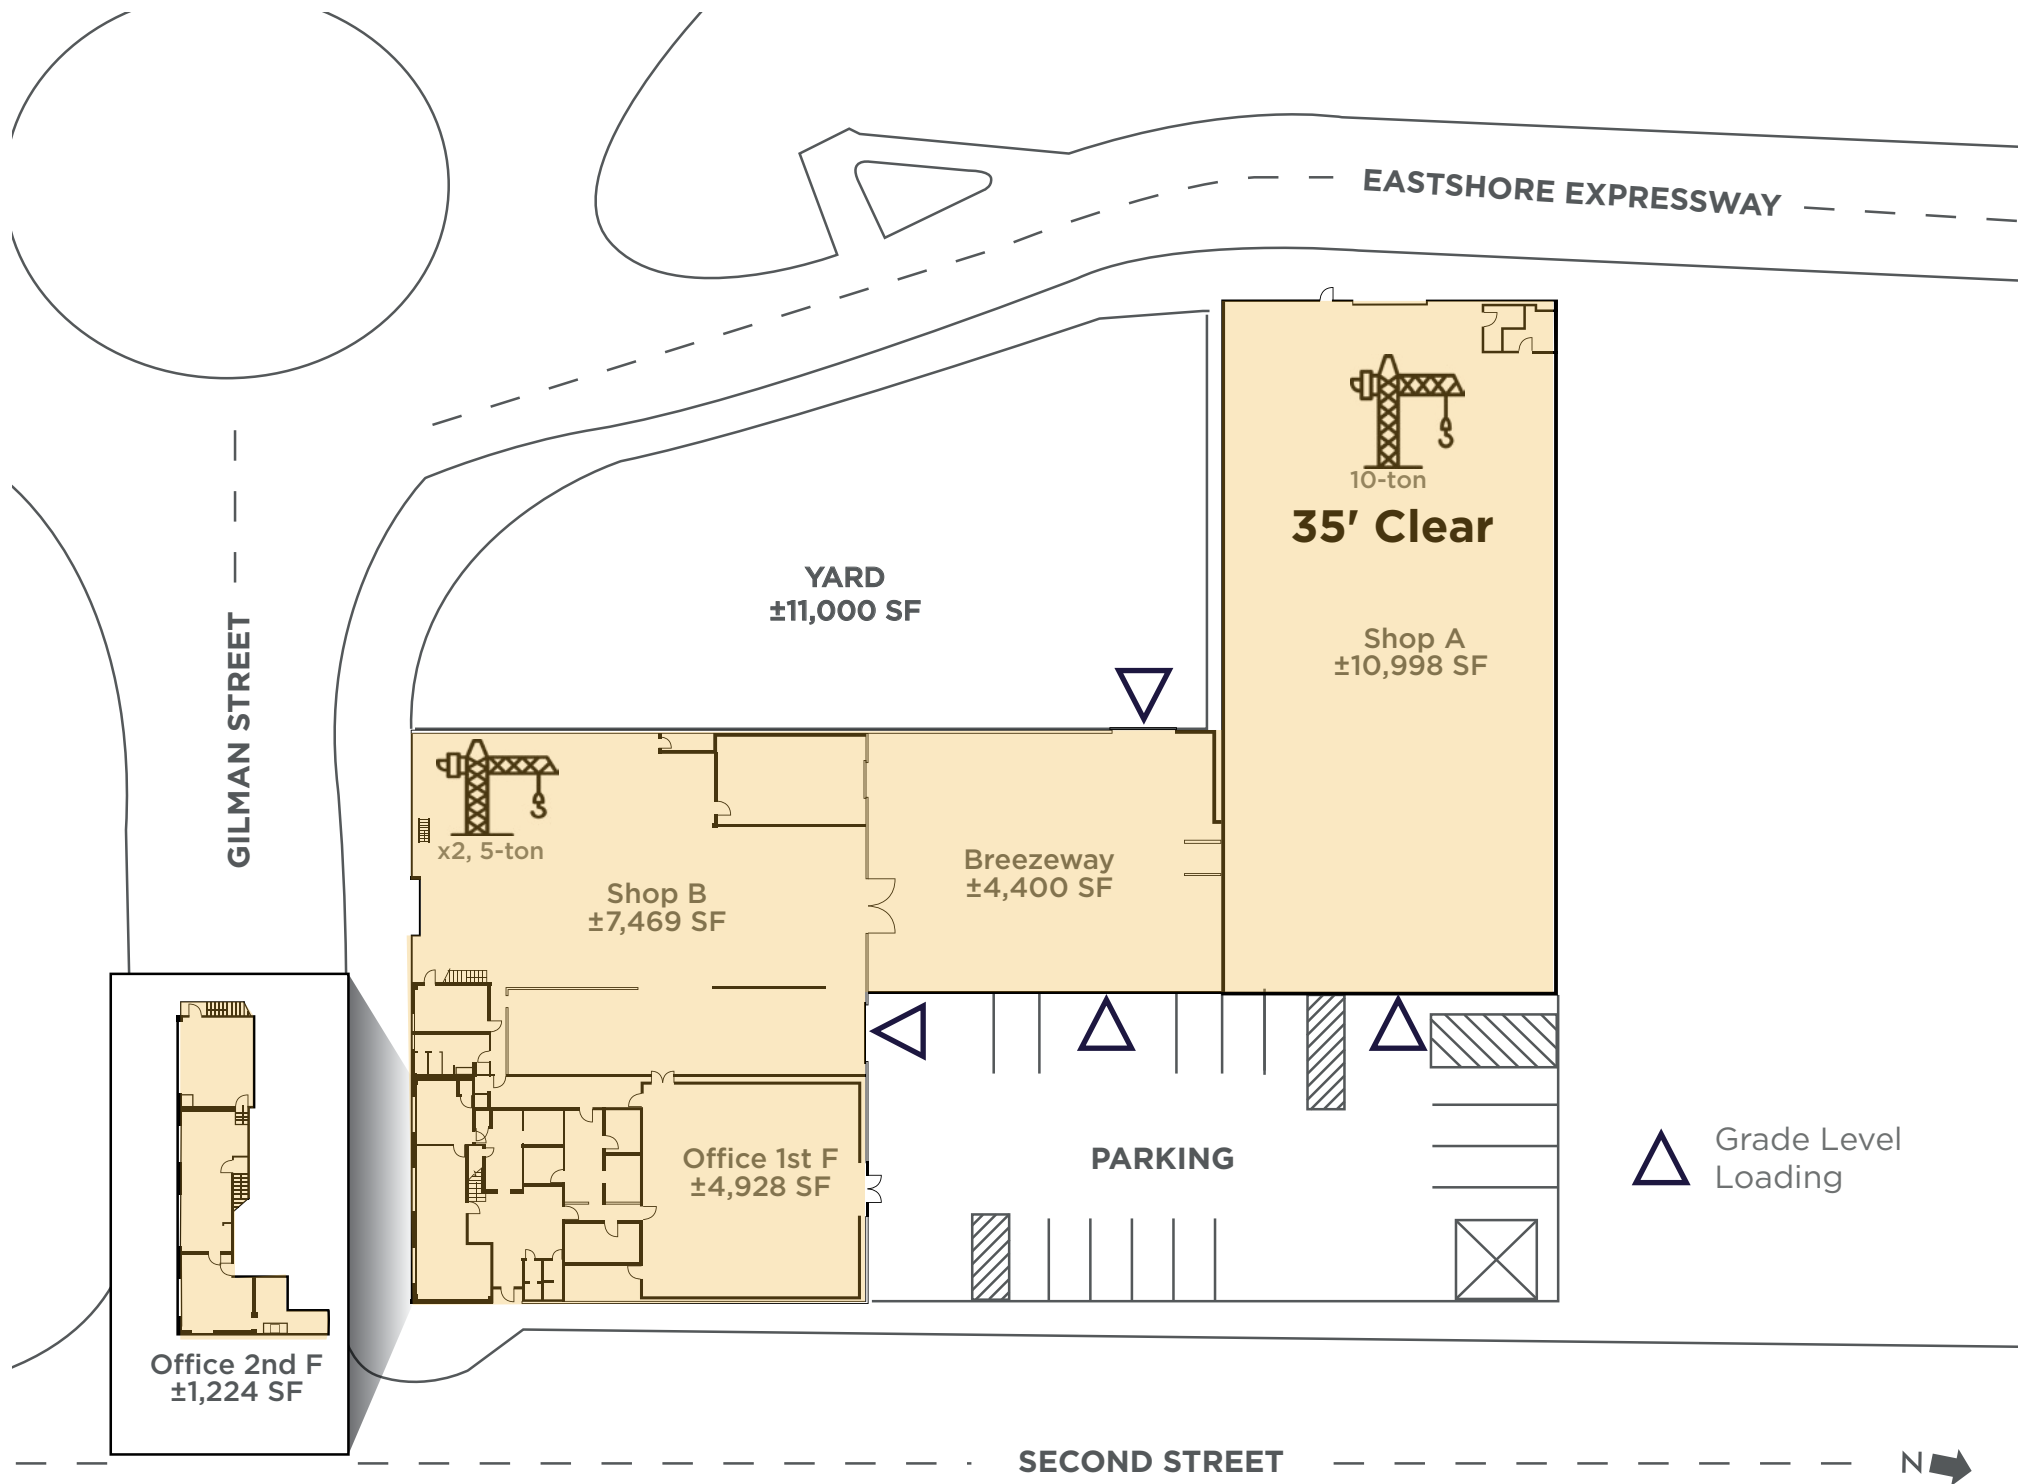 EASTSHORE EXPRESSWAY
10-ton
35' Clear
YARD
±11,000 SF
Shop A
±10,998 SF
GILMAN STREET
x2, 5-ton
Shop B
±7,469 SF
Breezeway
±4,400 SF
Office 1st F
±4,928 SF
PARKING
Grade Level
Loading
Office 2nd F
±1,224 SF
SECOND STREET
N